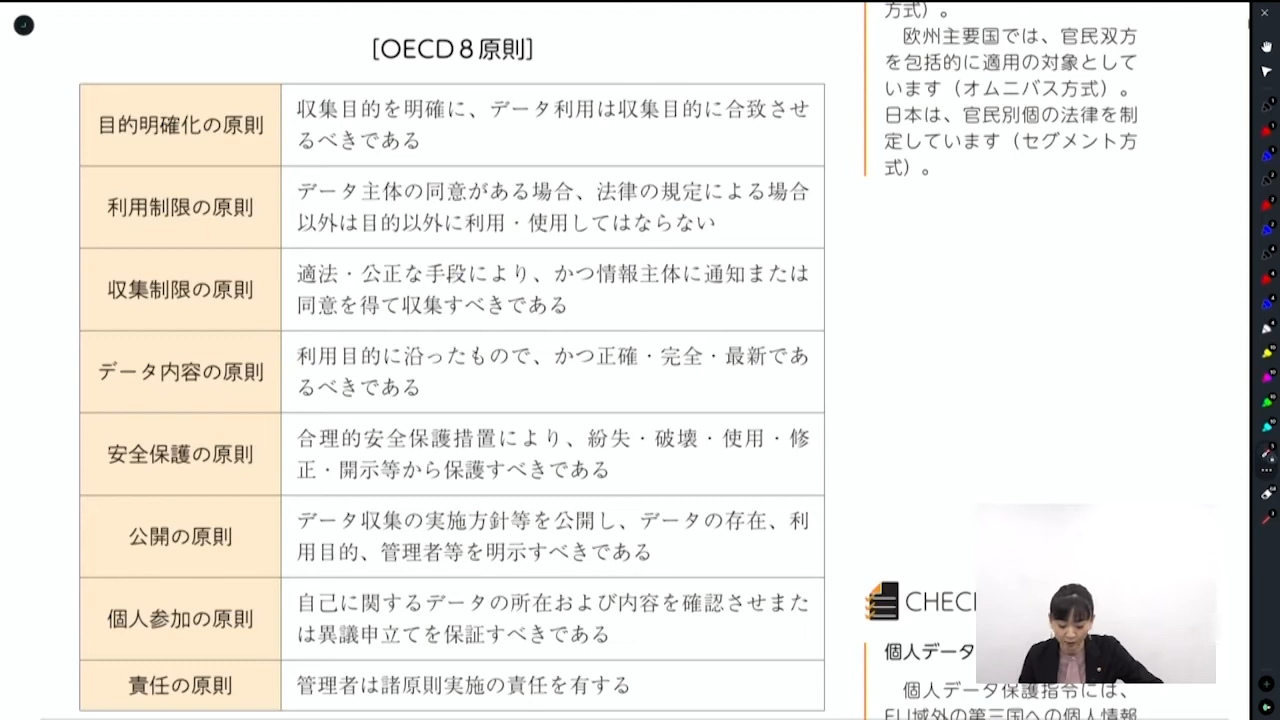 [OECD8原則]
目的明確化の原則
収集目的を明確に、データ利用は収集目的に合致させ
るべきである
利用制限の原則
データ主体の同意がある場合、法律の規定による場合
以外は目的以外に利用・使用してはならない
収集制限の原則
適法・公正な手段により、かつ情報主体に通知または
同意を得て収集すべきである
データ内容の原則
利用目的に沿ったもので、かつ正確・完全・最新であ
るべきである
安全保護の原則
合理的安全保護措置により、紛失・破壊・使用・修
正・開示等から保護すべきである
公開の原則
データ収集の実施方針等を公開し、データの存在、利
用目的、管理者等を明示すべきである
個人参加の原則
自己に関するデータの所在および内容を確認させまた
は異議申立てを保証すべきである
責任の原則
管理者は諸原則実施の責任を有する
方式）。
欧州主要国では、官民双方
を包括的に適用の対象として
います（オムニバス方式）。
日本は、官民別個の法律を制
定しています（セグメント方
式）。
個人データ
個人データ保護指令には、
EU域外の第三国への個人情報